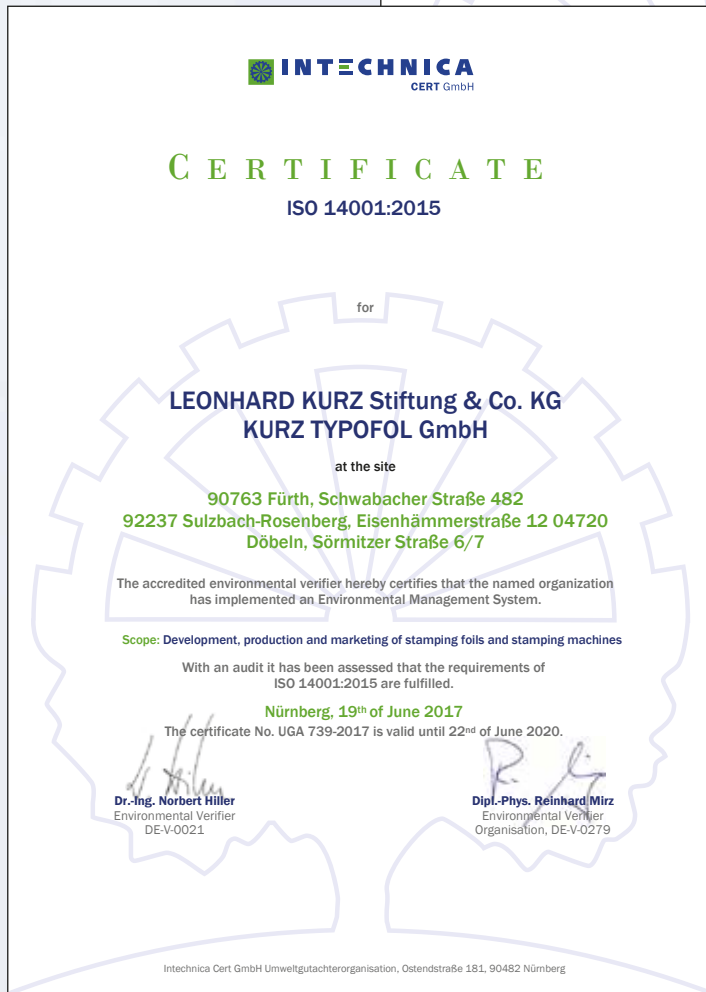 INTECHNICA
CERT GmbH
CERTIFICATE
ISO 14001:2015
for
LEONHARD KURZ Stiftung & Co. KG
KURZ TYPOFOL GmbH
at the site
90763 Fürth, Schwabacher Straße 482
92237 Sulzbach-Rosenberg, Eisenhämmerstraße 12 04720
Döbeln, Sörmitzer Straße 6/7
The accredited environmental verifier hereby certifies that the named organization
has implemented an Environmental Management System.
Scope: Development, production and marketing of stamping foils and stamping machines
With an audit it has been assessed that the requirements of
ISO 14001:2015 are fulfilled.
Nürnberg, 19th of June 2017
The certificate No. UGA 739-2017 is valid until 22nd of June 2020.
Dr.-Ing. Norbert Hiller
Environmental Verifier
DE-V-0021
Dipl.-Phys. Reinhard Mirz
Environmental Verifier
Organisation, DE-V-0279
Intechnica Cert GmbH Umweltgutachterorganisation, Ostendstraße 181, 90482 Nürnberg